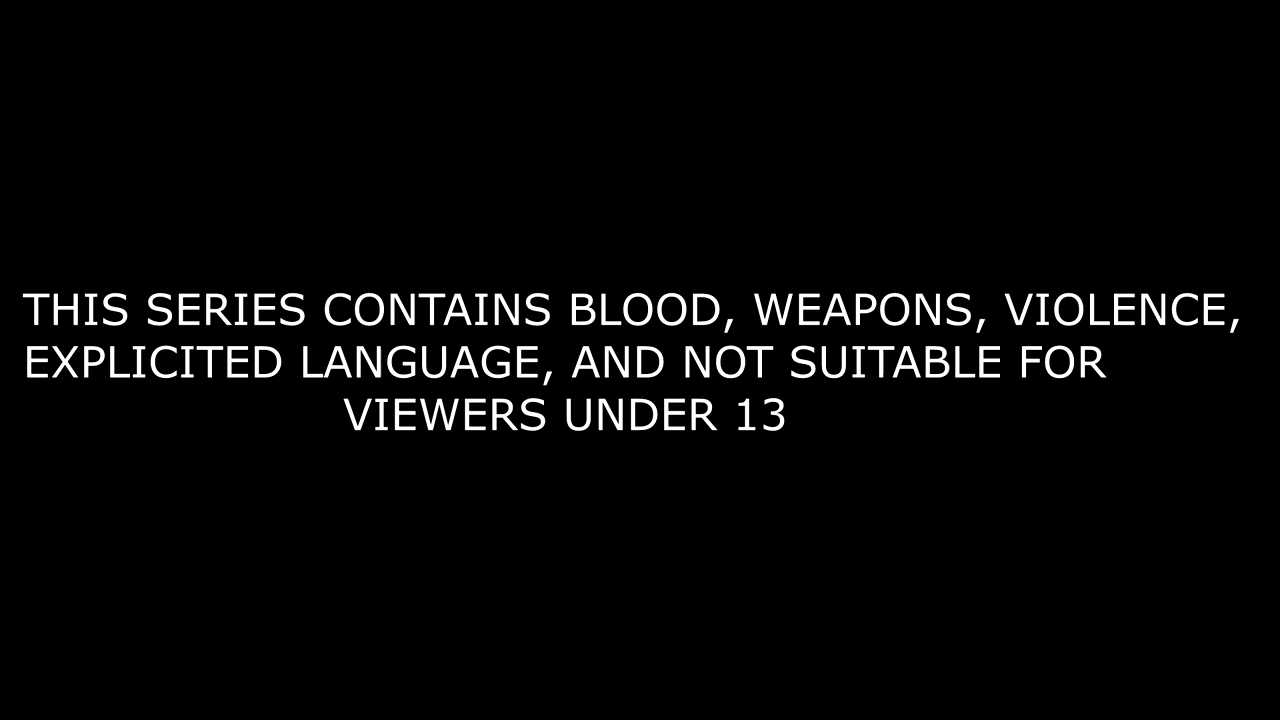 THIS SERIES CONTAINS BLOOD, WEAPONS, VIOLENCE,
EXPLICITED LANGUAGE, AND NOT SUITABLE FOR
VIEWERS UNDER 13